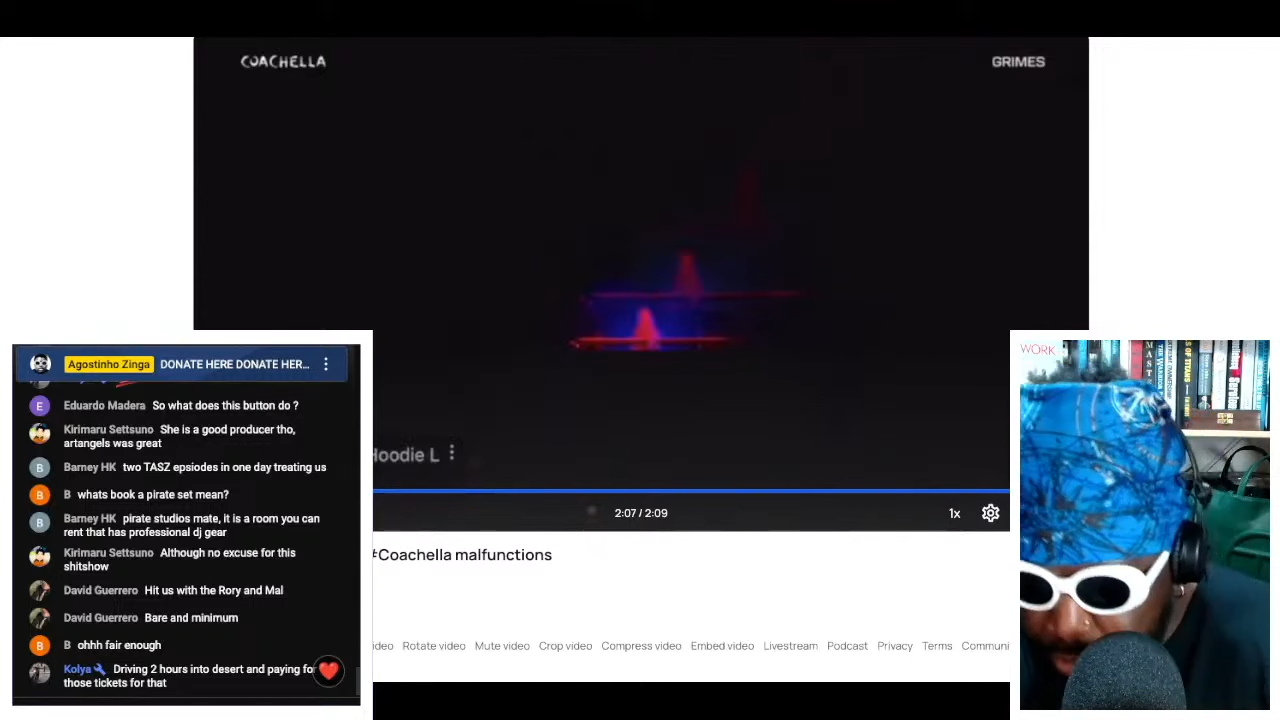 COACHELLA
GRIMES
Hoodie L
2:07 / 2:09
1x
#Coachella malfunctions
Rotate video
Mute video
Crop video
Compress video
Embed video
Livestream
Podcast
Privacy
Terms
Agostinho Zinga DONATE HERE DONATE HER...
Eduardo Madera So what does this button do ?
Kirimaru Settsuno She is a good producer tho,
artangels was great
Barney HK two TASZ epsiodes in one day treating us
B whats book a pirate set mean?
Barney HK pirate studios mate, it is a room you can
rent that has professional dj gear
Kirimaru Settsuno Although no excuse for this
shitshow
David Guerrero Hit us with the Rory and Mal
David Guerrero Bare and minimum
B ohhh fair enough
Kolya Driving 2 hours into desert and paying for
those tickets for that
WORK